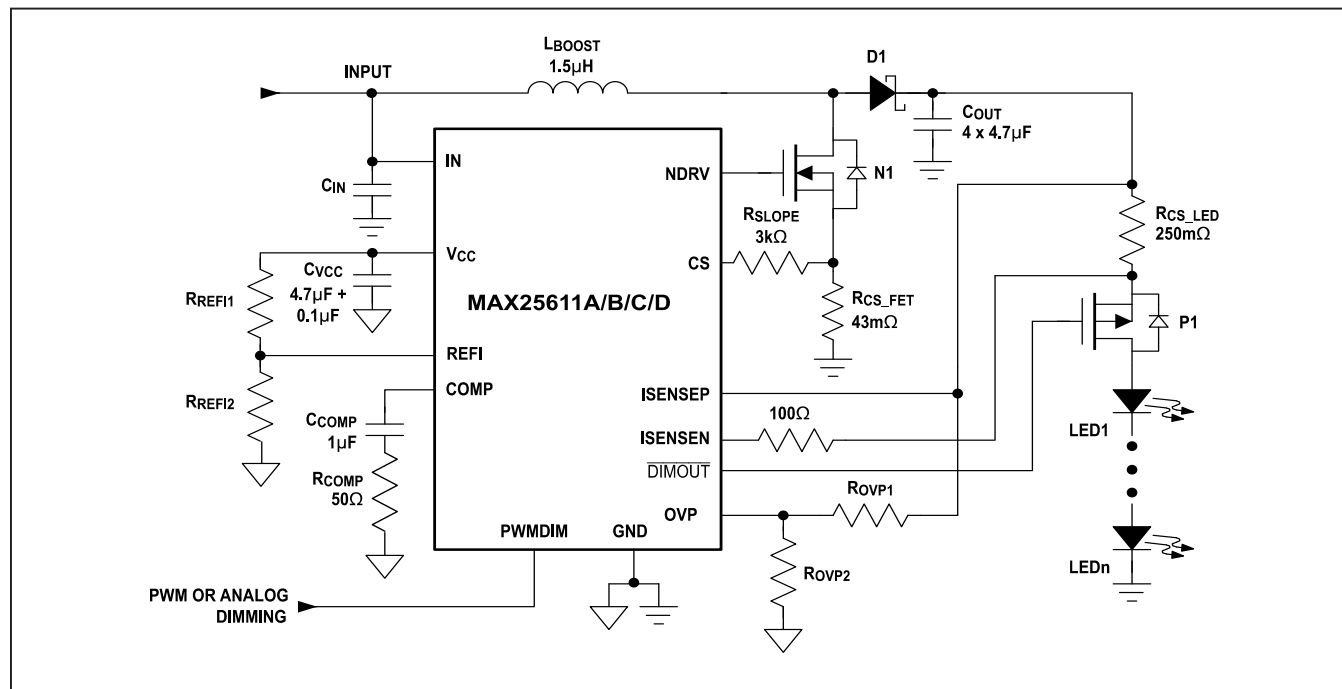 LBOOST
1.5µH
D1
INPUT
COUT
4 x 4.7µF
IN
NDRV
N1
CIN
RSLOPE
3kΩ
RCS_LED
250mΩ
VCC
CS
CVCC
4.7µF +
0.1µF
RREFI1
MAX25611A/B/C/D
RCS_FET
43mΩ
P1
REFI
COMP
RREFI2
CCOMP
1µF
ISENSEP
100Ω
LED1
ISENSEN
RCOMP
50Ω
DIMOUT
ROVP1
OVP
PWMDIM
GND
LEDn
ROVP2
PWM OR ANALOG
DIMMING